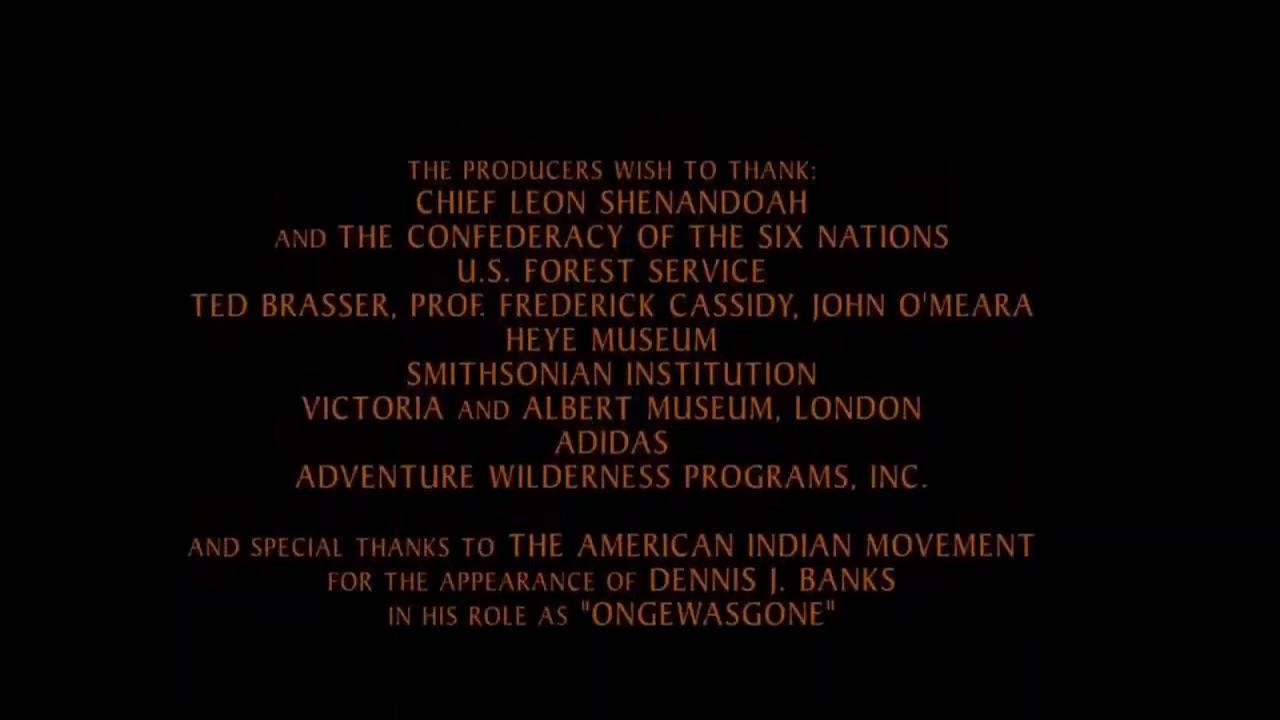 THE PRODUCERS WISH TO THANK:
CHIEF LEON SHENANDOAH
AND THE CONFEDERACY OF THE SIX NATIONS
U.S. FOREST SERVICE
TED BRASSER, PROF. FREDERICK CASSIDY, JOHN O'MEARA
HEYE MUSEUM
SMITHSONIAN INSTITUTION
VICTORIA AND ALBERT MUSEUM, LONDON
ADIDAS
ADVENTURE WILDERNESS PROGRAMS, INC.
AND SPECIAL THANKS TO THE AMERICAN INDIAN MOVEMENT
FOR THE APPEARANCE OF DENNIS J. BANKS
IN HIS ROLE AS "ONGEWASGONE"